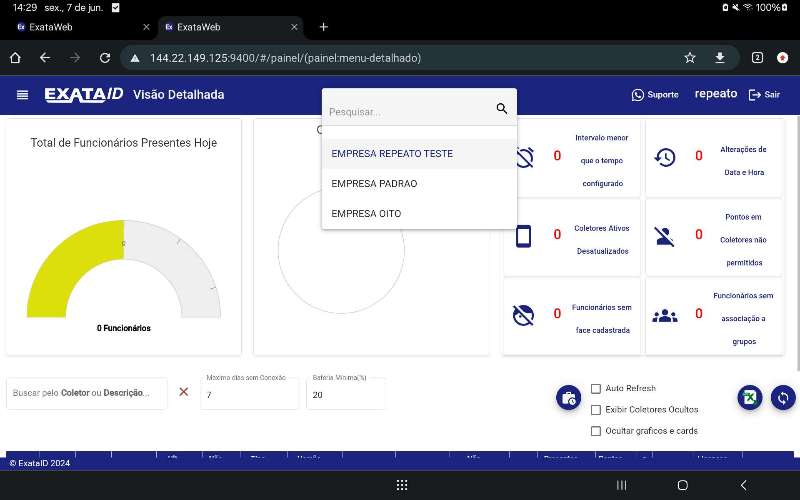 14:29 sex., 7 de jun.
100%
ExataWeb
ExataWeb
144.22.149.125:9400/#/painel/(painel:menu-detalhado)
2
EXATAID
Visão Detalhada
Pesquisar...
Suporte
repeato
Sair
EMPRESA REPEATO TESTE
EMPRESA PADRAO
EMPRESA OITO
Total de Funcionários Presentes Hoje
0
0 Funcionários
0
Intervalo menor
que o tempo
configurado
0
Alterações de
Data e Hora
0
Coletores Ativos
Desatualizados
0
Pontos em
Coletores não
permitidos
0
Funcionários sem
face cadastrada
0
Funcionários sem
associação a
grupos
Buscar pelo Coletor ou Descrição...
Máximo dias sem Conexão
7
Bateria Mínima(%)
20
Auto Refresh
Exibir Coletores Ocultos
Ocultar graficos e cards
© ExataID 2024